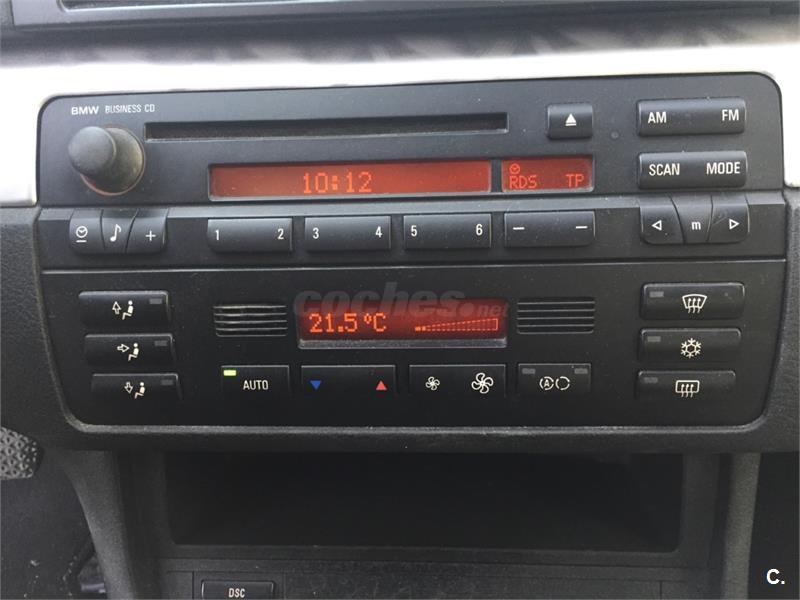 BMW BUSINESS CD
AM FM
10:12
RDS TP
SCAN MODE
1 2 3 4 5 6
m
coches.net
21.5°C
AUTO
A
DSC
C.